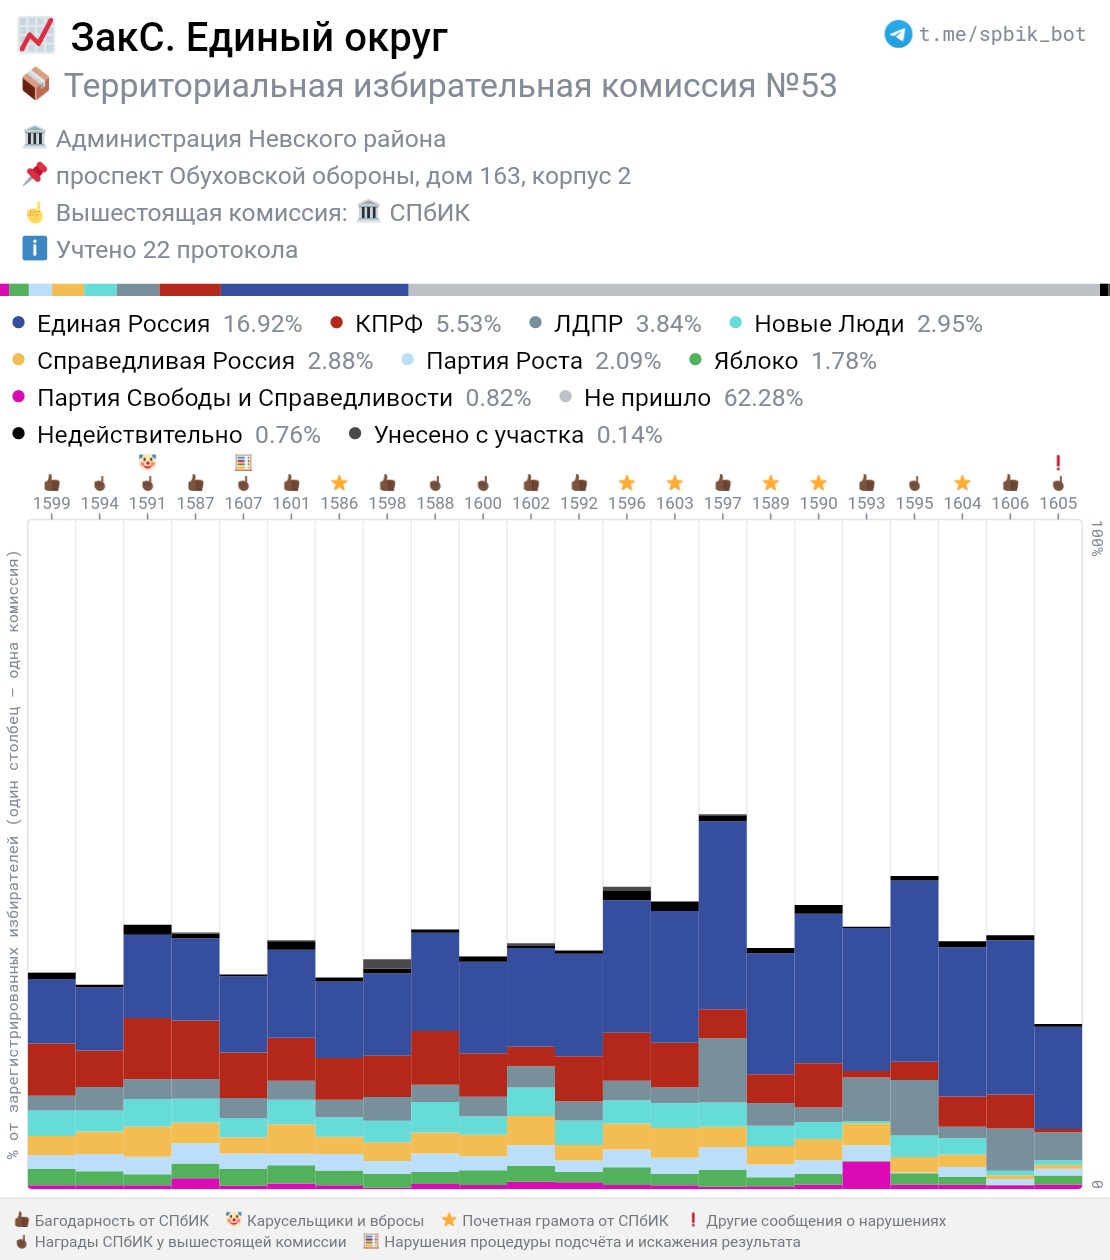 ЗакС. Единый округ
t.me/spbik_bot
Территориальная избирательная комиссия №53
Администрация Невского района
проспект Обуховской обороны, дом 163, корпус 2
Вышестоящая комиссия: СПбИК
Учтено 22 протокола
Единая Россия 16.92% КПРФ 5.53% ЛДПР 3.84% Новые Люди 2.95%
Справедливая Россия 2.88% Партия Роста 2.09% Яблоко 1.78%
Партия Свободы и Справедливости 0.82% Не пришло 62.28%
Недействительно 0.76% Унесено с участка 0.14%
1599 1594 1591 1587 1607 1601 1586 1598 1588 1600 1602 1592 1596 1603 1597 1589 1590 1593 1595 1604 1606 1605
% от зарегистрированных избирателей (один столбец – одна комиссия)
100%
0
Багодарность от СПбИК Карусельщики и вбросы Почетная грамота от СПбИК Другие сообщения о нарушениях
Награды СПбИК у вышестоящей комиссии Нарушения процедуры подсчёта и искажения результата